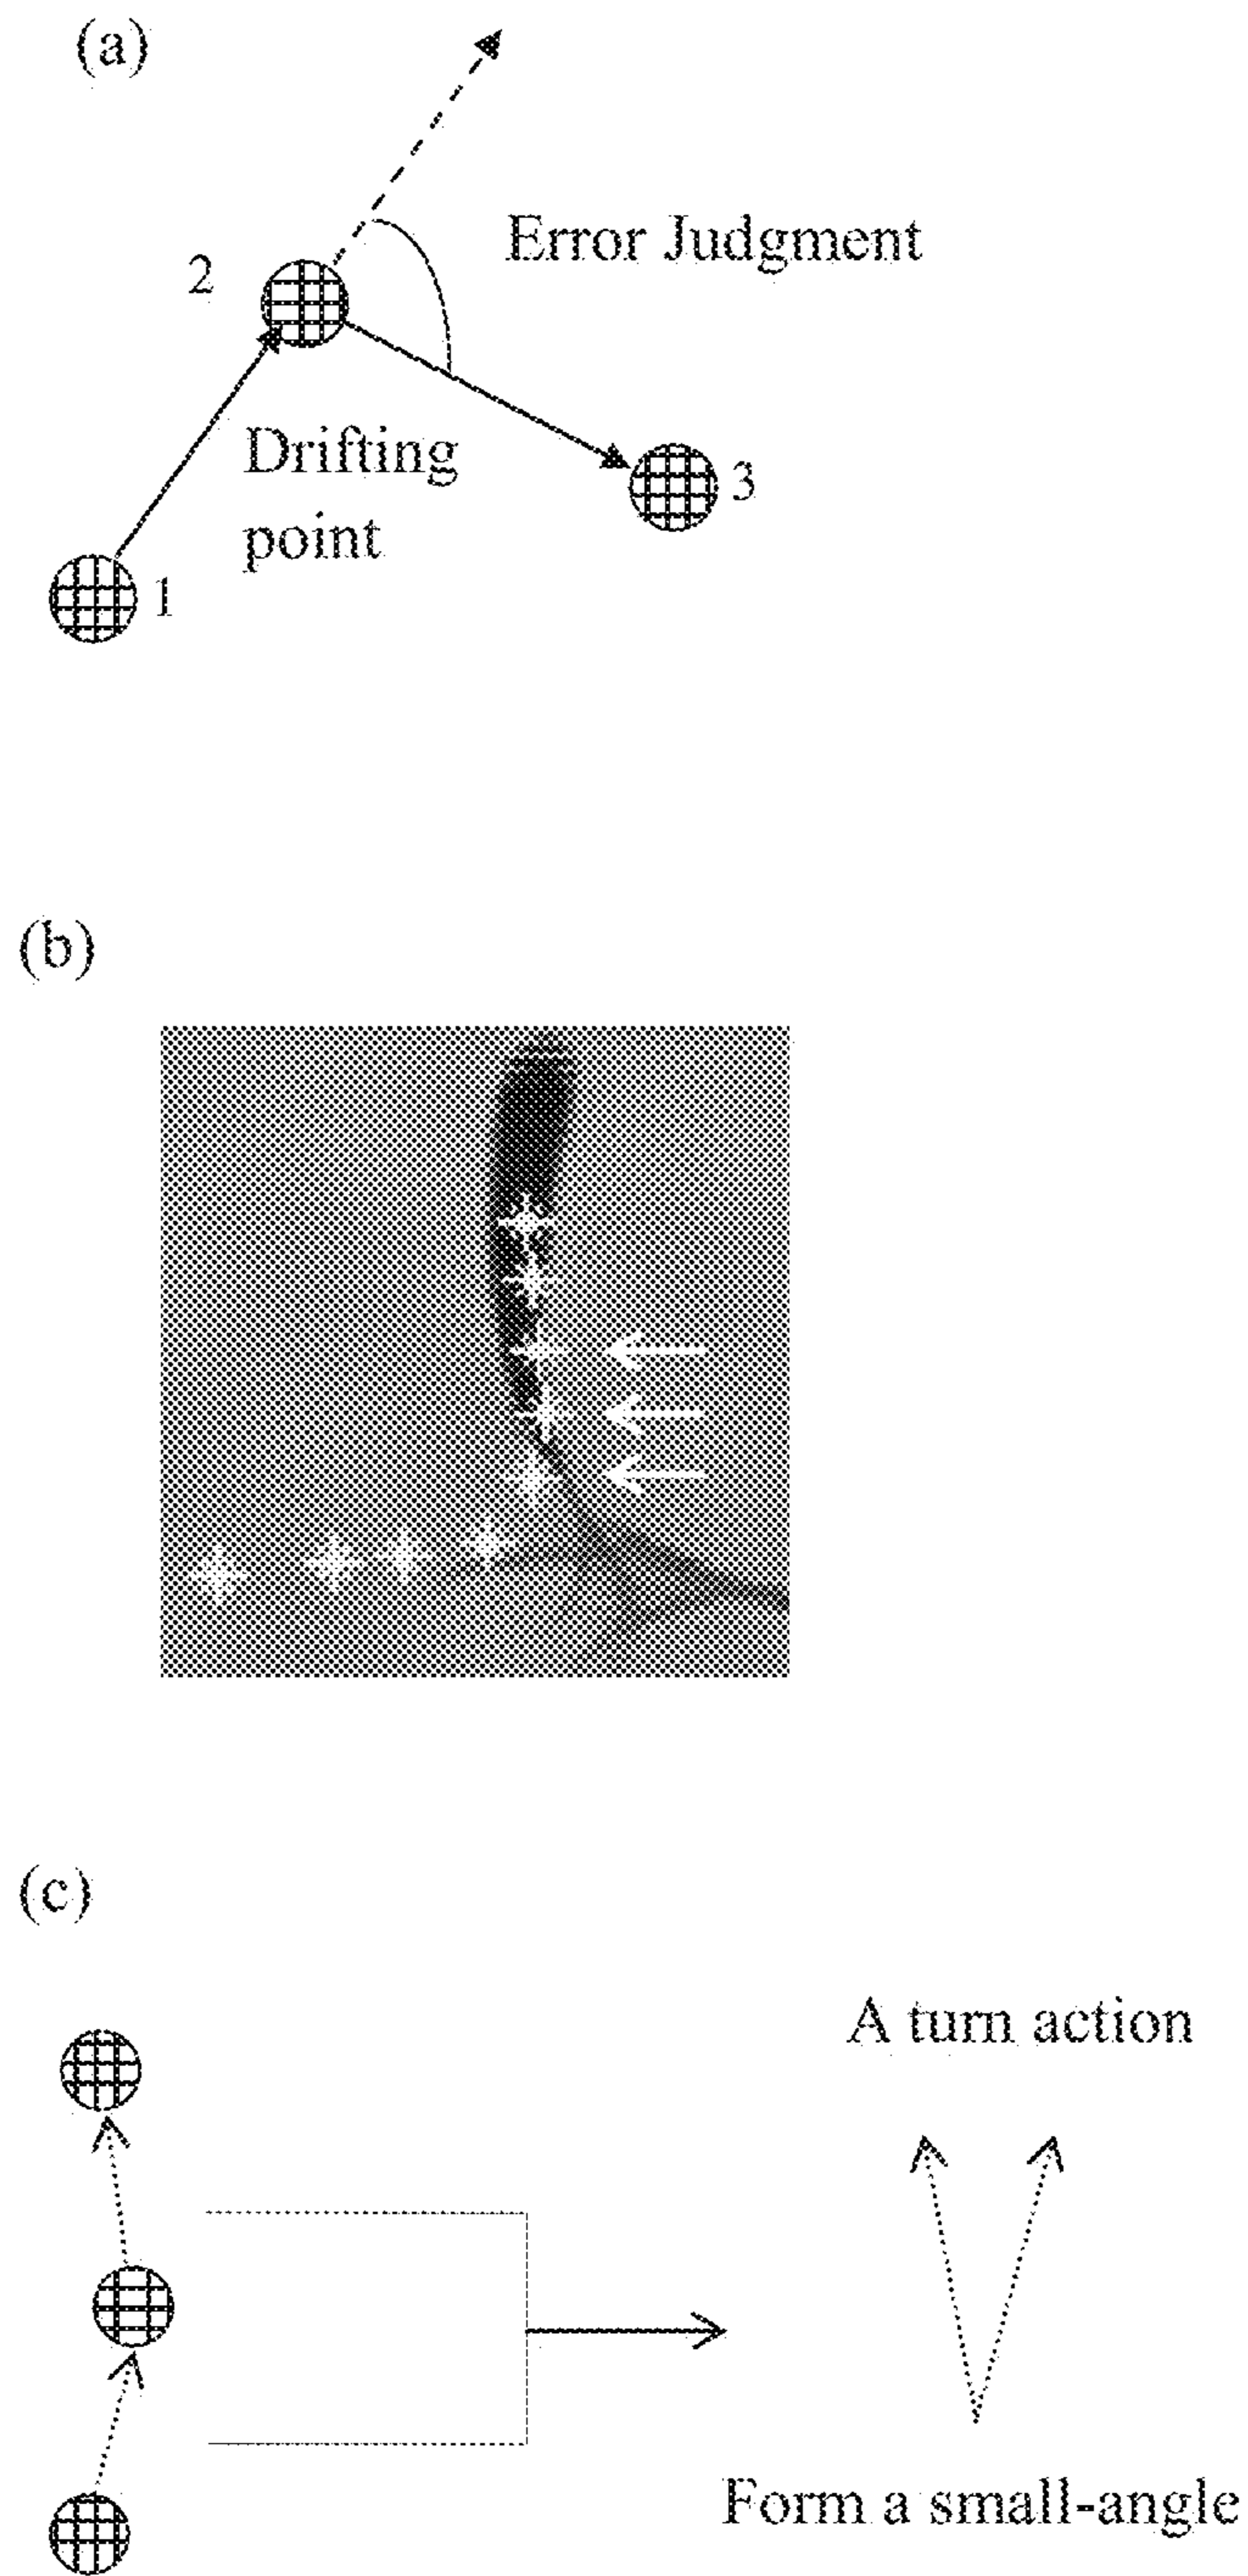 (a)
Error Judgment
2
Drifting
point
3
1
(b)
(c)
A turn action
Form a small-angle